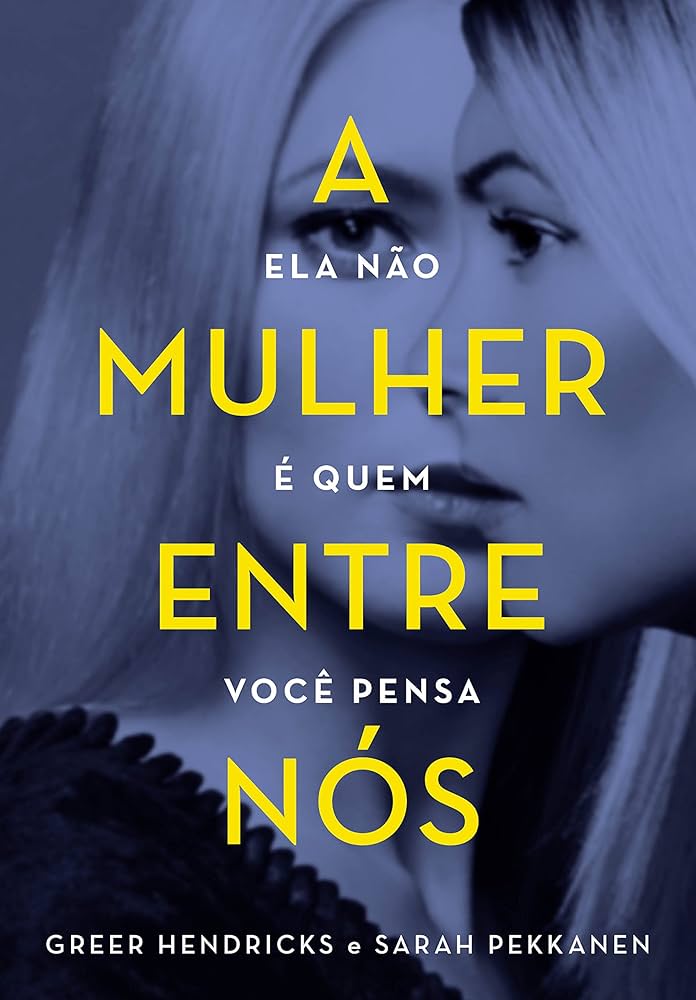 A
ELA NÃO
MULHER
É QUEM
ENTRE
VOCÊ PENSA
NÓS
GREER HENDRICKS e SARAH PEKKANEN